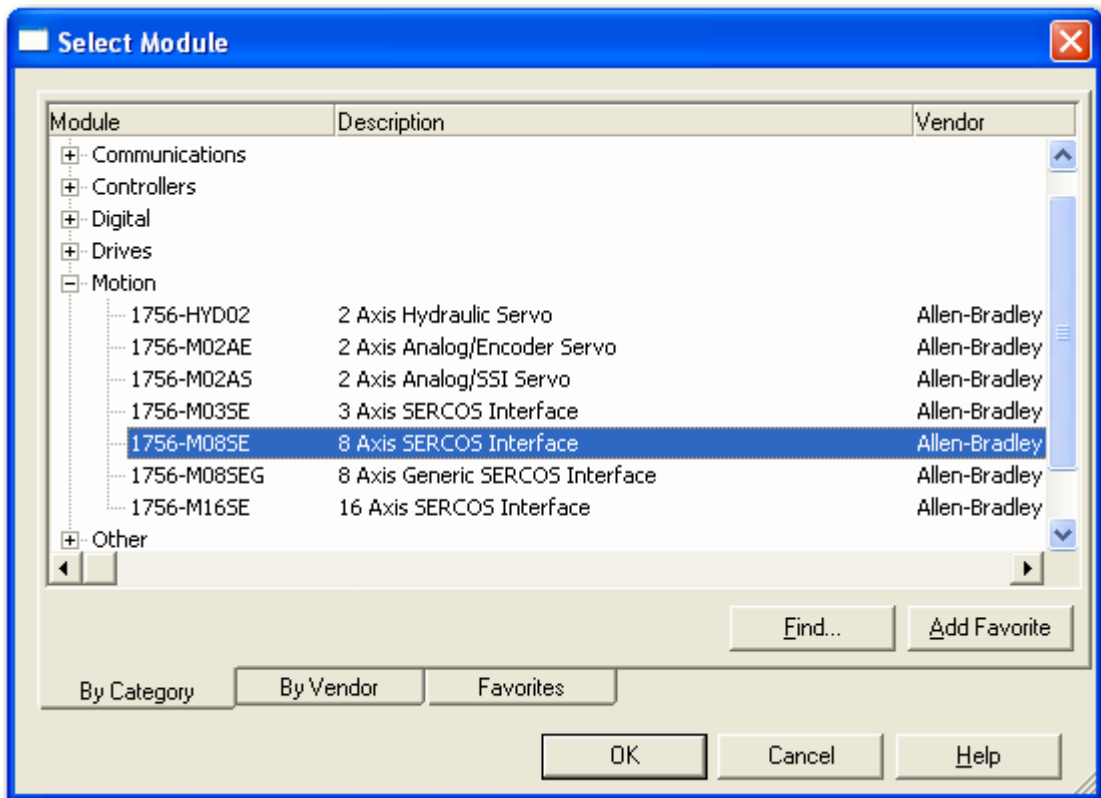 Select Module
Module Description Vendor
Communications
Controllers
Digital
Drives
Motion
1756-HYD02 2 Axis Hydraulic Servo Allen-Bradley
1756-M02AE 2 Axis Analog/Encoder Servo Allen-Bradley
1756-M02AS 2 Axis Analog/SSI Servo Allen-Bradley
1756-M03SE 3 Axis SERCOS Interface Allen-Bradley
1756-M08SE 8 Axis SERCOS Interface Allen-Bradley
1756-M08SEG 8 Axis Generic SERCOS Interface Allen-Bradley
1756-M16SE 16 Axis SERCOS Interface Allen-Bradley
Other
Find... Add Favorite
By Category By Vendor Favorites
OK Cancel Help